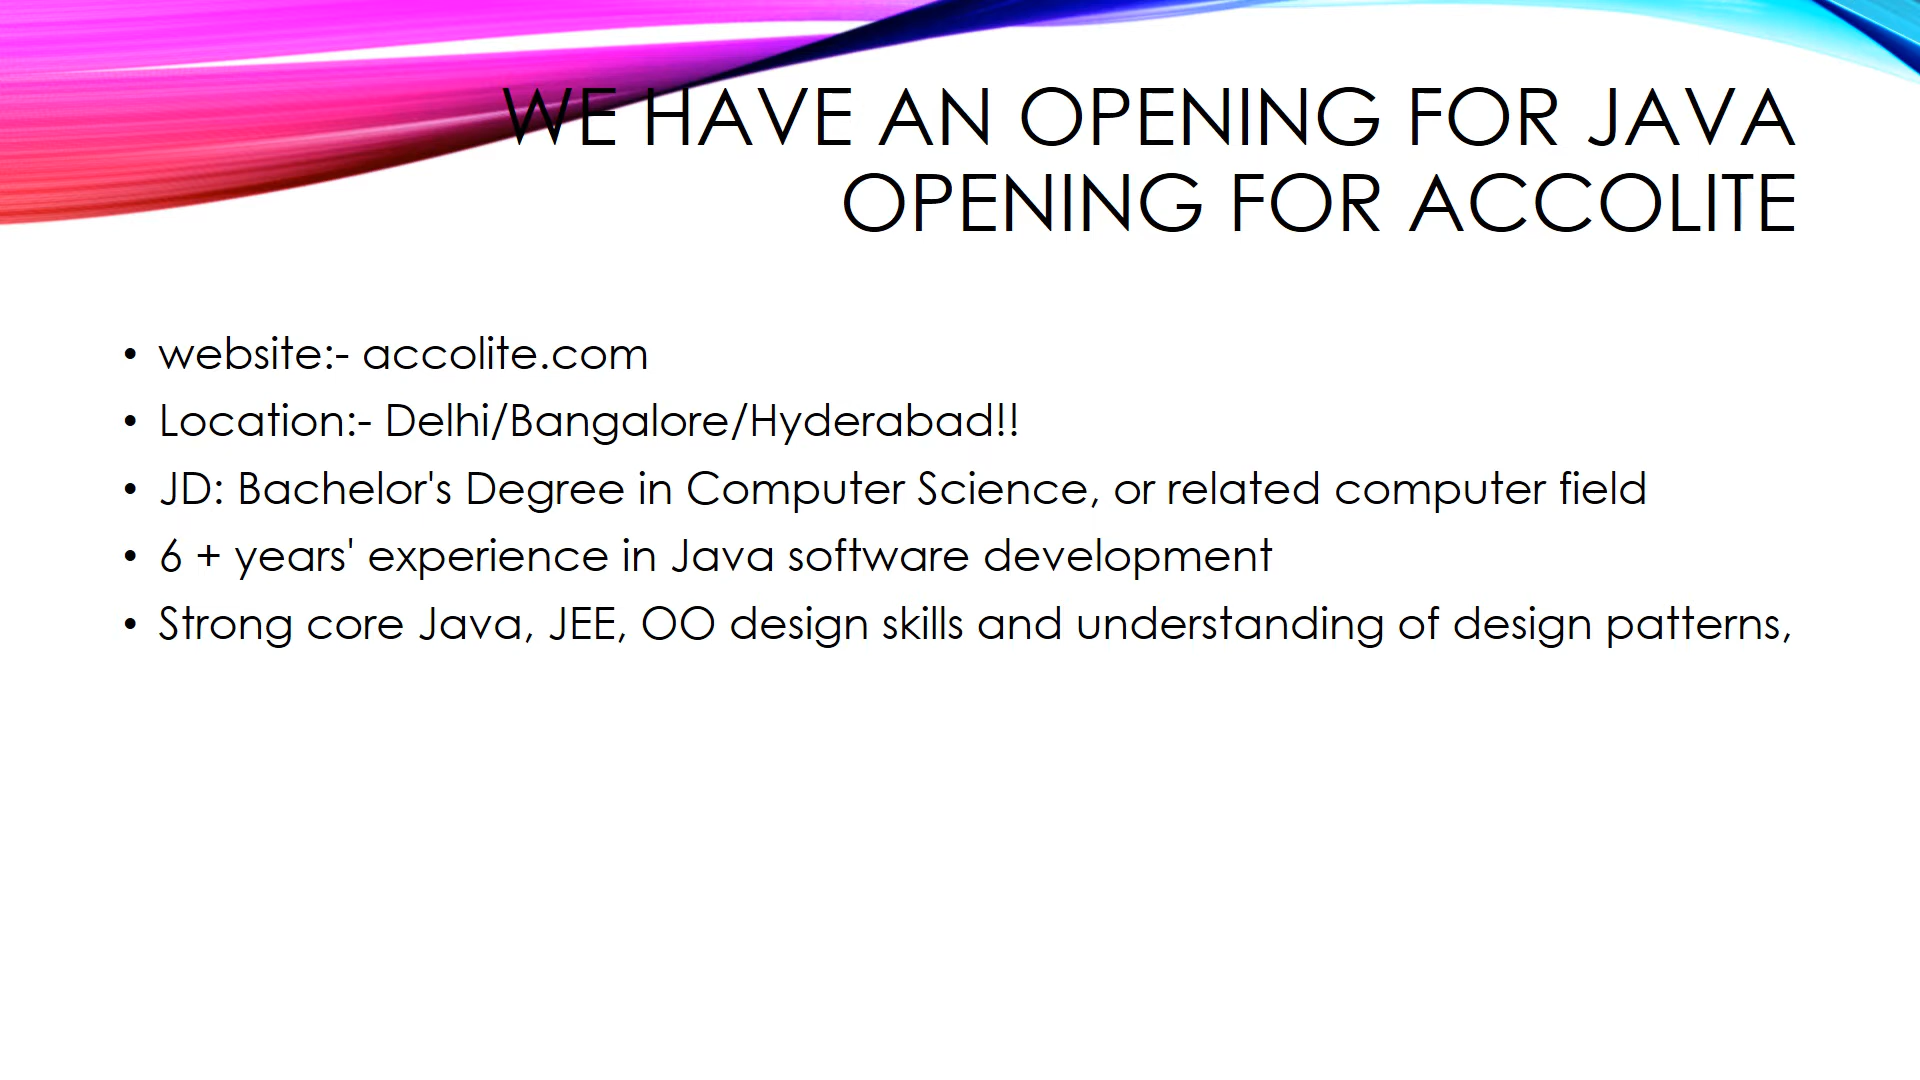 WE HAVE AN OPENING FOR JAVA
OPENING FOR ACCOLITE
• website:- accolite.com
• Location:- Delhi/Bangalore/Hyderabad!!
• JD: Bachelor's Degree in Computer Science, or related computer field
• 6 + years' experience in Java software development
• Strong core Java, JEE, OO design skills and understanding of design patterns,